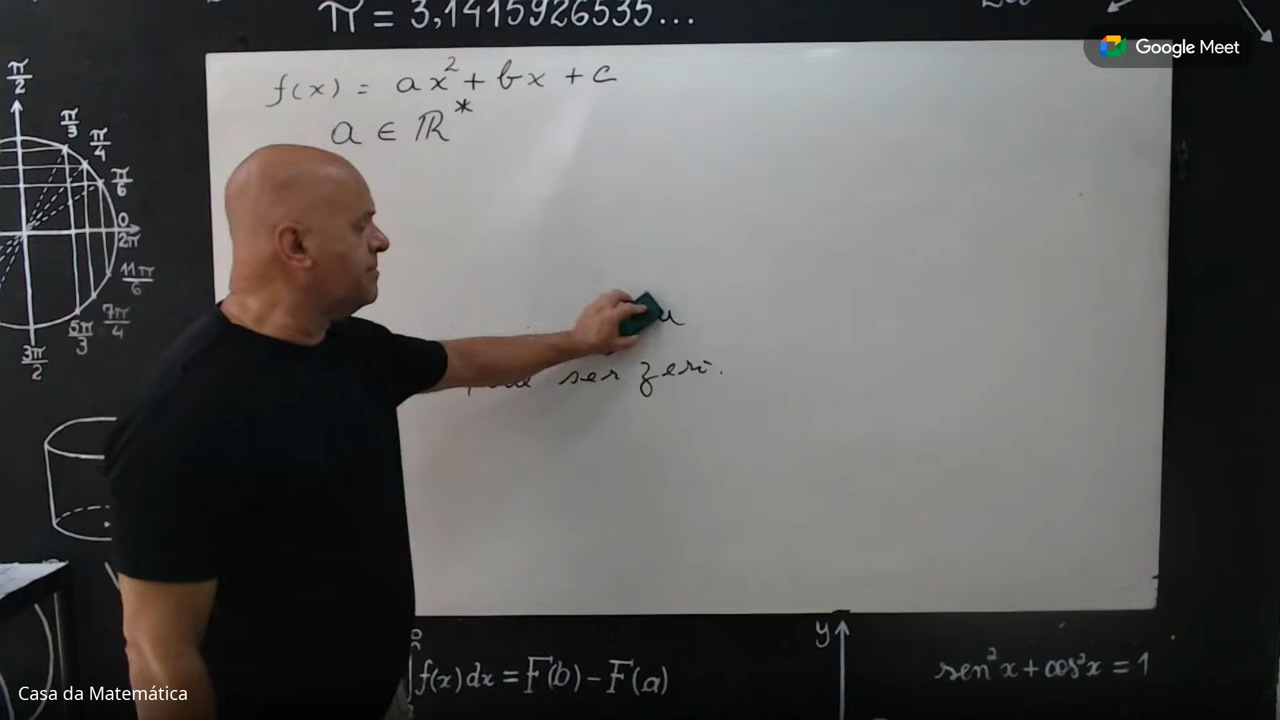 π = 3,1415926535...
Google Meet
f(x) = ax² + bx + c
a ∈ ℝ*
ser zero.
π/2
π/3
π/4
π/6
0
2π
11π/6
7π/4
5π/3
3π/2
f(x)dx = F(b) - F(a)
y
sen²x + cos²x = 1
Casa da Matemática